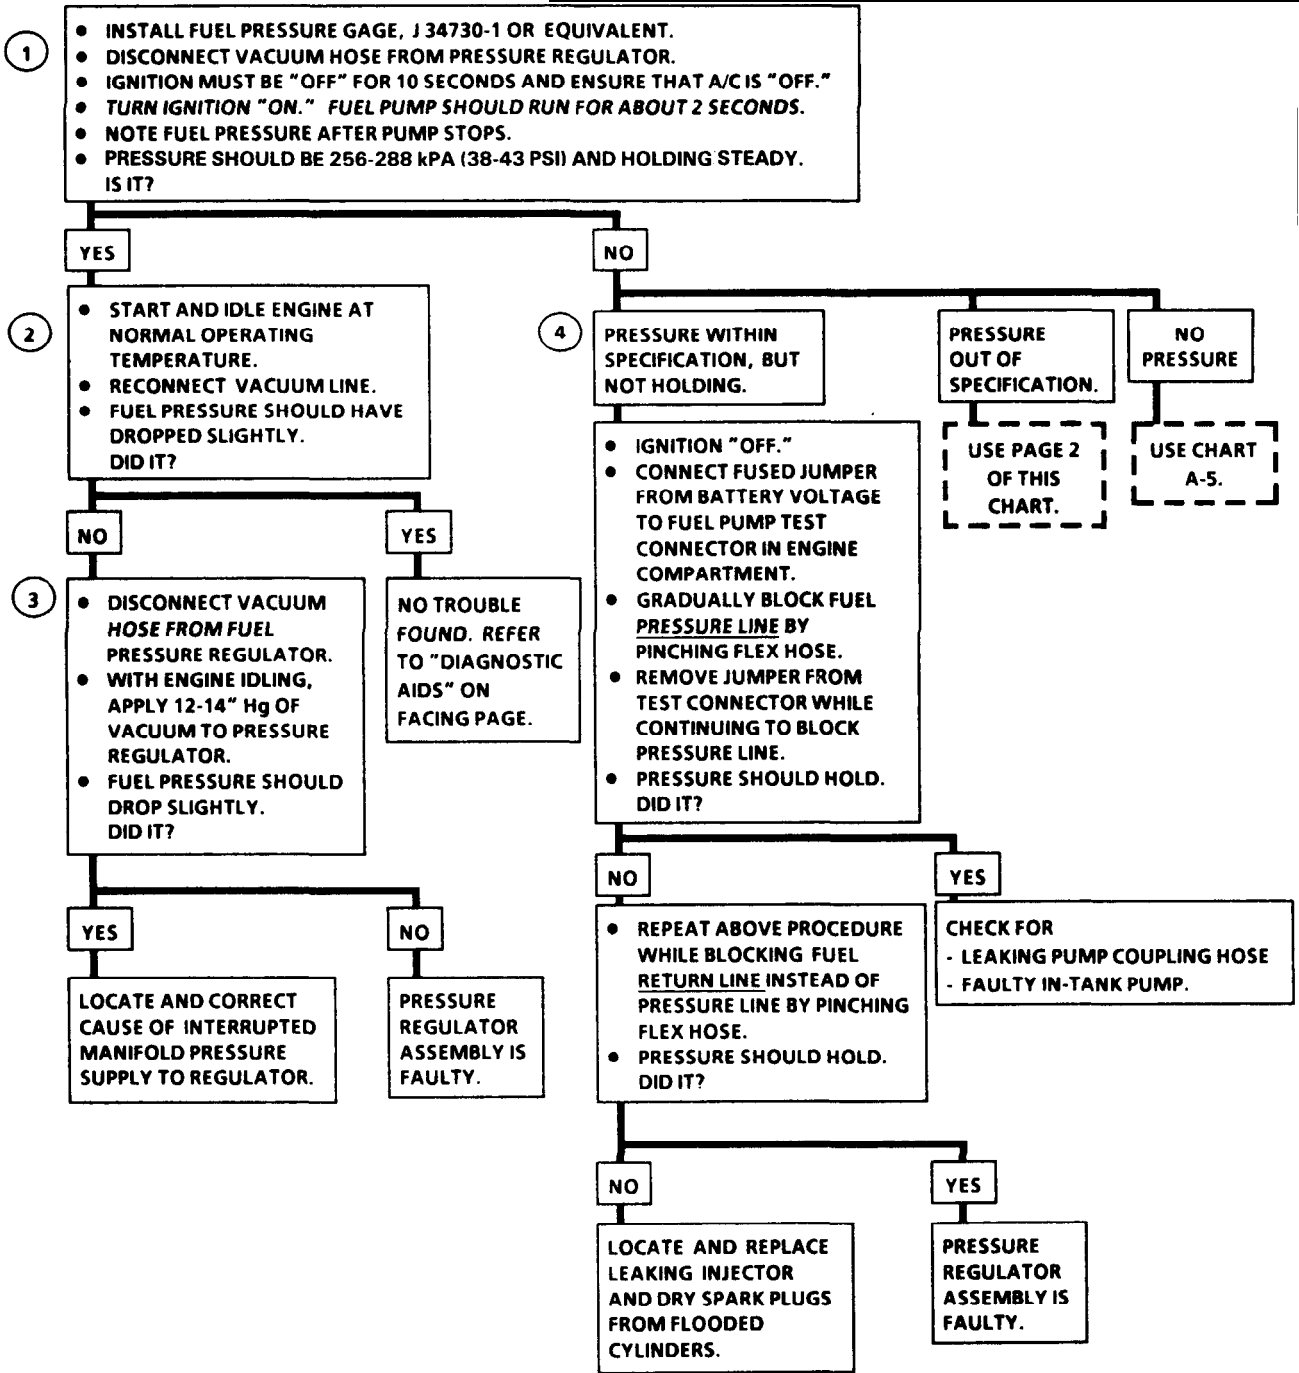 1
● INSTALL FUEL PRESSURE GAGE, J 34730-1 OR EQUIVALENT.
● DISCONNECT VACUUM HOSE FROM PRESSURE REGULATOR.
● IGNITION MUST BE "OFF" FOR 10 SECONDS AND ENSURE THAT A/C IS "OFF."
● TURN IGNITION "ON." FUEL PUMP SHOULD RUN FOR ABOUT 2 SECONDS.
● NOTE FUEL PRESSURE AFTER PUMP STOPS.
● PRESSURE SHOULD BE 256-288 kPA (38-43 PSI) AND HOLDING STEADY.
IS IT?
YES
NO
2
● START AND IDLE ENGINE AT
NORMAL OPERATING
TEMPERATURE.
● RECONNECT VACUUM LINE.
● FUEL PRESSURE SHOULD HAVE
DROPPED SLIGHTLY.
DID IT?
NO
YES
3
● DISCONNECT VACUUM
HOSE FROM FUEL
PRESSURE REGULATOR.
● WITH ENGINE IDLING,
APPLY 12-14" Hg OF
VACUUM TO PRESSURE
REGULATOR.
● FUEL PRESSURE SHOULD
DROP SLIGHTLY.
DID IT?
NO TROUBLE
FOUND. REFER
TO "DIAGNOSTIC
AIDS" ON
FACING PAGE.
YES
NO
LOCATE AND CORRECT
CAUSE OF INTERRUPTED
MANIFOLD PRESSURE
SUPPLY TO REGULATOR.
PRESSURE
REGULATOR
ASSEMBLY IS
FAULTY.
4
PRESSURE WITHIN
SPECIFICATION, BUT
NOT HOLDING.
PRESSURE
OUT OF
SPECIFICATION.
NO
PRESSURE
USE PAGE 2
OF THIS
CHART.
USE CHART
A-5.
● IGNITION "OFF."
● CONNECT FUSED JUMPER
FROM BATTERY VOLTAGE
TO FUEL PUMP TEST
CONNECTOR IN ENGINE
COMPARTMENT.
● GRADUALLY BLOCK FUEL
PRESSURE LINE BY
PINCHING FLEX HOSE.
● REMOVE JUMPER FROM
TEST CONNECTOR WHILE
CONTINUING TO BLOCK
PRESSURE LINE.
● PRESSURE SHOULD HOLD.
DID IT?
NO
YES
● REPEAT ABOVE PROCEDURE
WHILE BLOCKING FUEL
RETURN LINE INSTEAD OF
PRESSURE LINE BY PINCHING
FLEX HOSE.
● PRESSURE SHOULD HOLD.
DID IT?
CHECK FOR
- LEAKING PUMP COUPLING HOSE
- FAULTY IN-TANK PUMP.
NO
YES
LOCATE AND REPLACE
LEAKING INJECTOR
AND DRY SPARK PLUGS
FROM FLOODED
CYLINDERS.
PRESSURE
REGULATOR
ASSEMBLY IS
FAULTY.